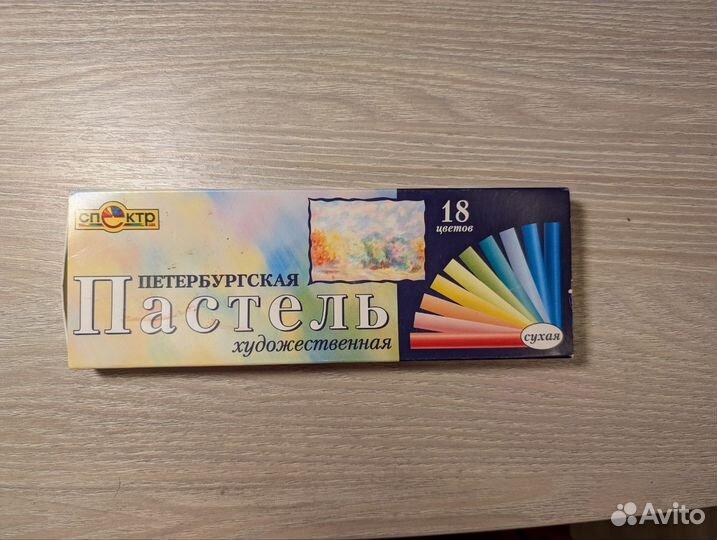 спектр
18
цветов
Петербургская
Пастель
художественная
сухая
Avito